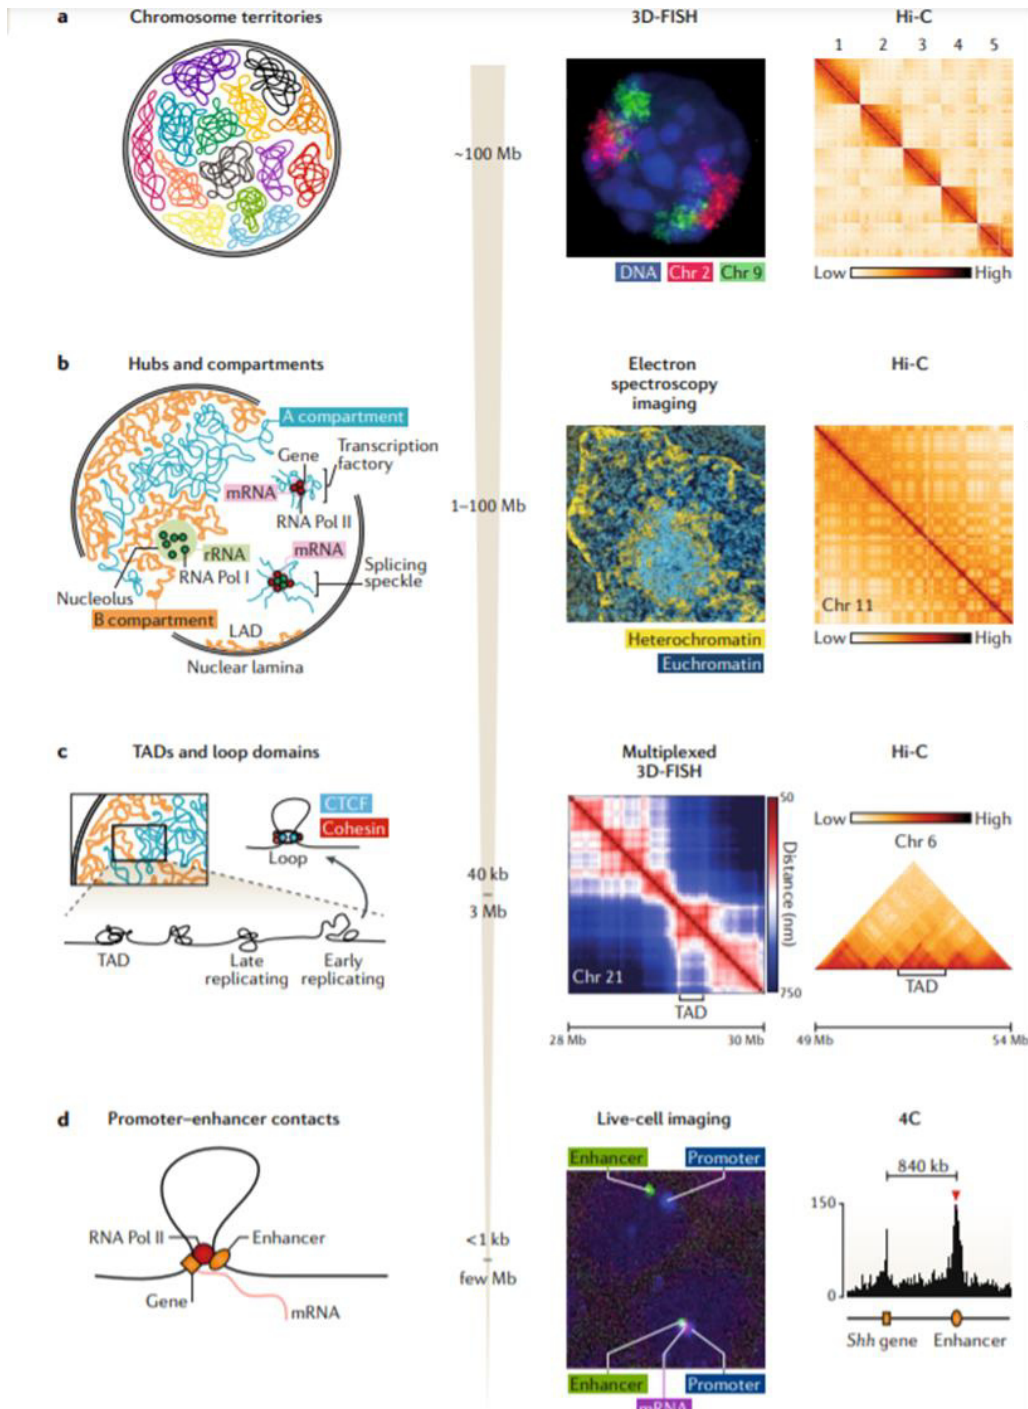 a
Chromosome territories
3D-FISH
Hi-C
1 2 3 4 5
~100 Mb
DNA
Chr 2
Chr 9
Low
High
b
Hubs and compartments
Electron
spectroscopy
imaging
Hi-C
A compartment
Gene
Transcription
factory
mRNA
RNA Pol II
1–100 Mb
rRNA
mRNA
RNA Pol I
Splicing
speckle
Nucleolus
B compartment
LAD
Nuclear lamina
Chr 11
Heterochromatin
Euchromatin
Low
High
c
TADs and loop domains
Multiplexed
3D-FISH
Hi-C
CTCF
Cohesin
Loop
40 kb
3 Mb
TAD
Late
replicating
Early
replicating
50
Distance (nm)
750
Chr 21
TAD
28 Mb
30 Mb
Low
High
Chr 6
TAD
49 Mb
54 Mb
d
Promoter–enhancer contacts
Live-cell imaging
4C
RNA Pol II
Enhancer
Gene
mRNA
<1 kb
few Mb
Enhancer
Promoter
Enhancer
Promoter
mRNA
840 kb
150
0
Shh gene
Enhancer